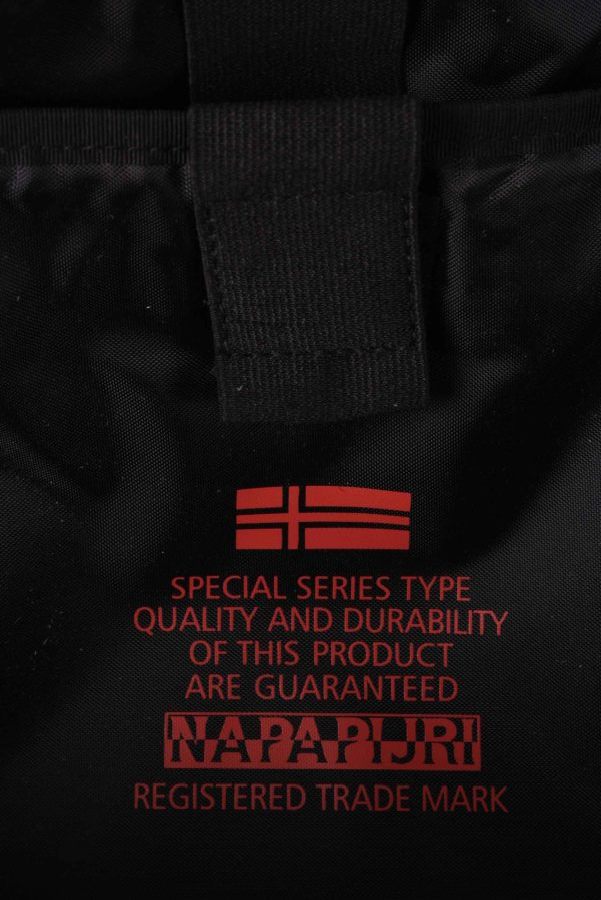 SPECIAL SERIES TYPE
QUALITY AND DURABILITY
OF THIS PRODUCT
ARE GUARANTEED
NAPAPIJRI
REGISTERED TRADE MARK